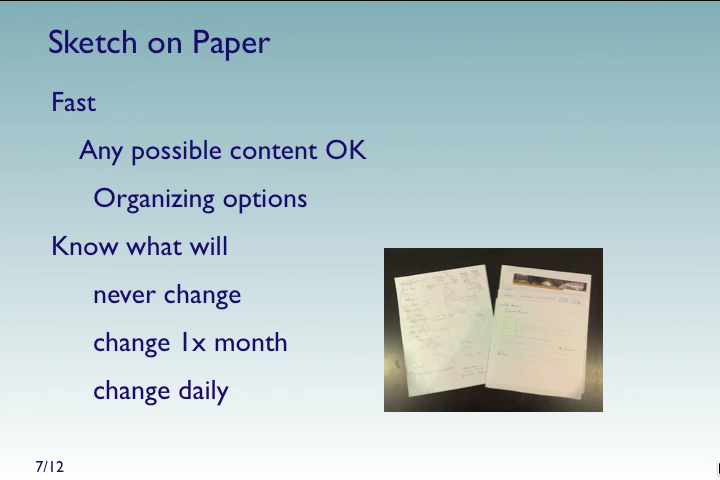 Sketch on Paper
Fast
Any possible content OK
Organizing options
Know what will
never change
change 1x month
change daily
7/12